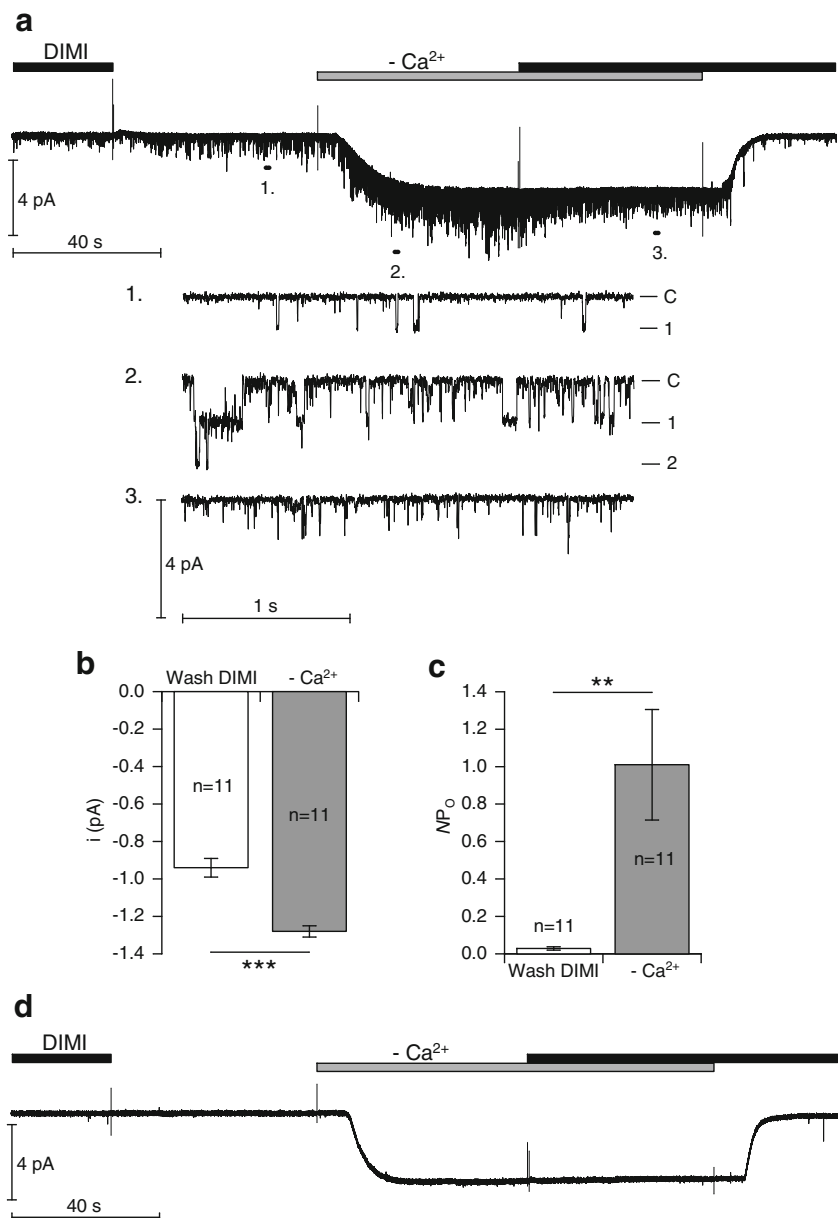 a
DIMI
- Ca²⁺
1.
4 pA
2.
3.
40 s
1.
C
1
2.
C
1
2
3.
4 pA
1 s
b
Wash DIMI
- Ca²⁺
0.0
-0.2
-0.4
-0.6
-0.8
-1.0
-1.2
-1.4
i (pA)
n=11
n=11
***
c
**
1.4
1.2
1.0
0.8
0.6
0.4
0.2
0.0
NPO
n=11
n=11
Wash DIMI
- Ca²⁺
d
DIMI
- Ca²⁺
4 pA
40 s